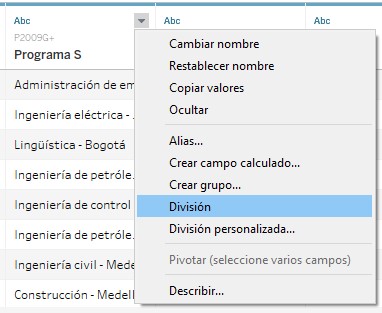 Abc
Abc
Abc
P2009G+
Programa S
Administración de em
Ingeniería eléctrica -
Lingüística - Bogotá
Ingeniería de petróle...
Ingeniería de control
Ingeniería de petróle...
Ingeniería civil - Mede
Construcción - Medell
Cambiar nombre
Restablecer nombre
Copiar valores
Ocultar
Alias...
Crear campo calculado...
Crear grupo...
División
División personalizada...
Pivotar (seleccione varios campos)
Describir...